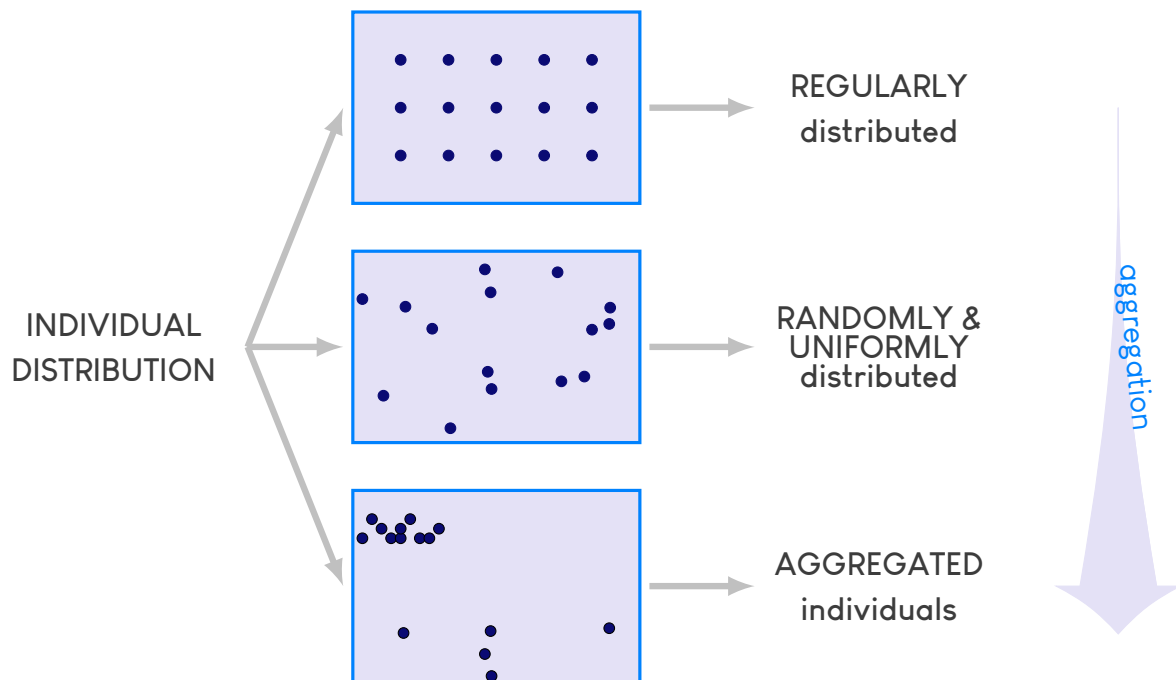 REGULARLY
distributed
INDIVIDUAL
DISTRIBUTION
RANDOMLY &
UNIFORMLY
distributed
AGGREGATED
individuals
aggregation